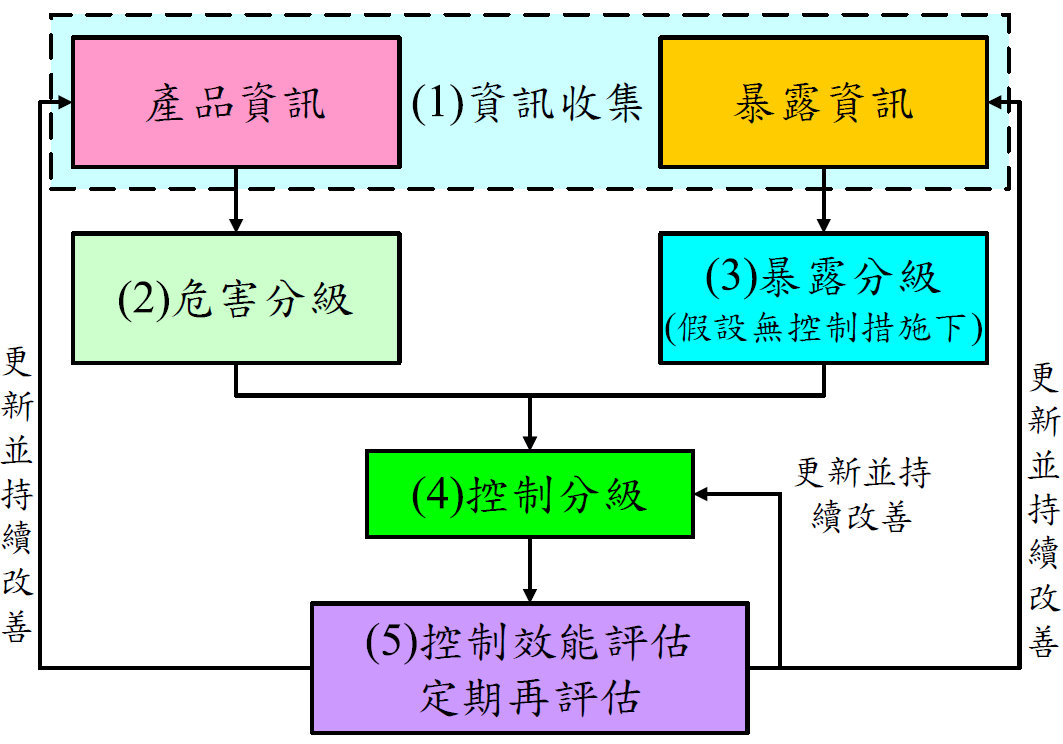 產品資訊
(1)資訊收集
暴露資訊
(2)危害分級
(3)暴露分級
(假設無控制措施下)
更新並持續改善
更新並持續改善
(4)控制分級
更新並持
續改善
(5)控制效能評估
定期再評估